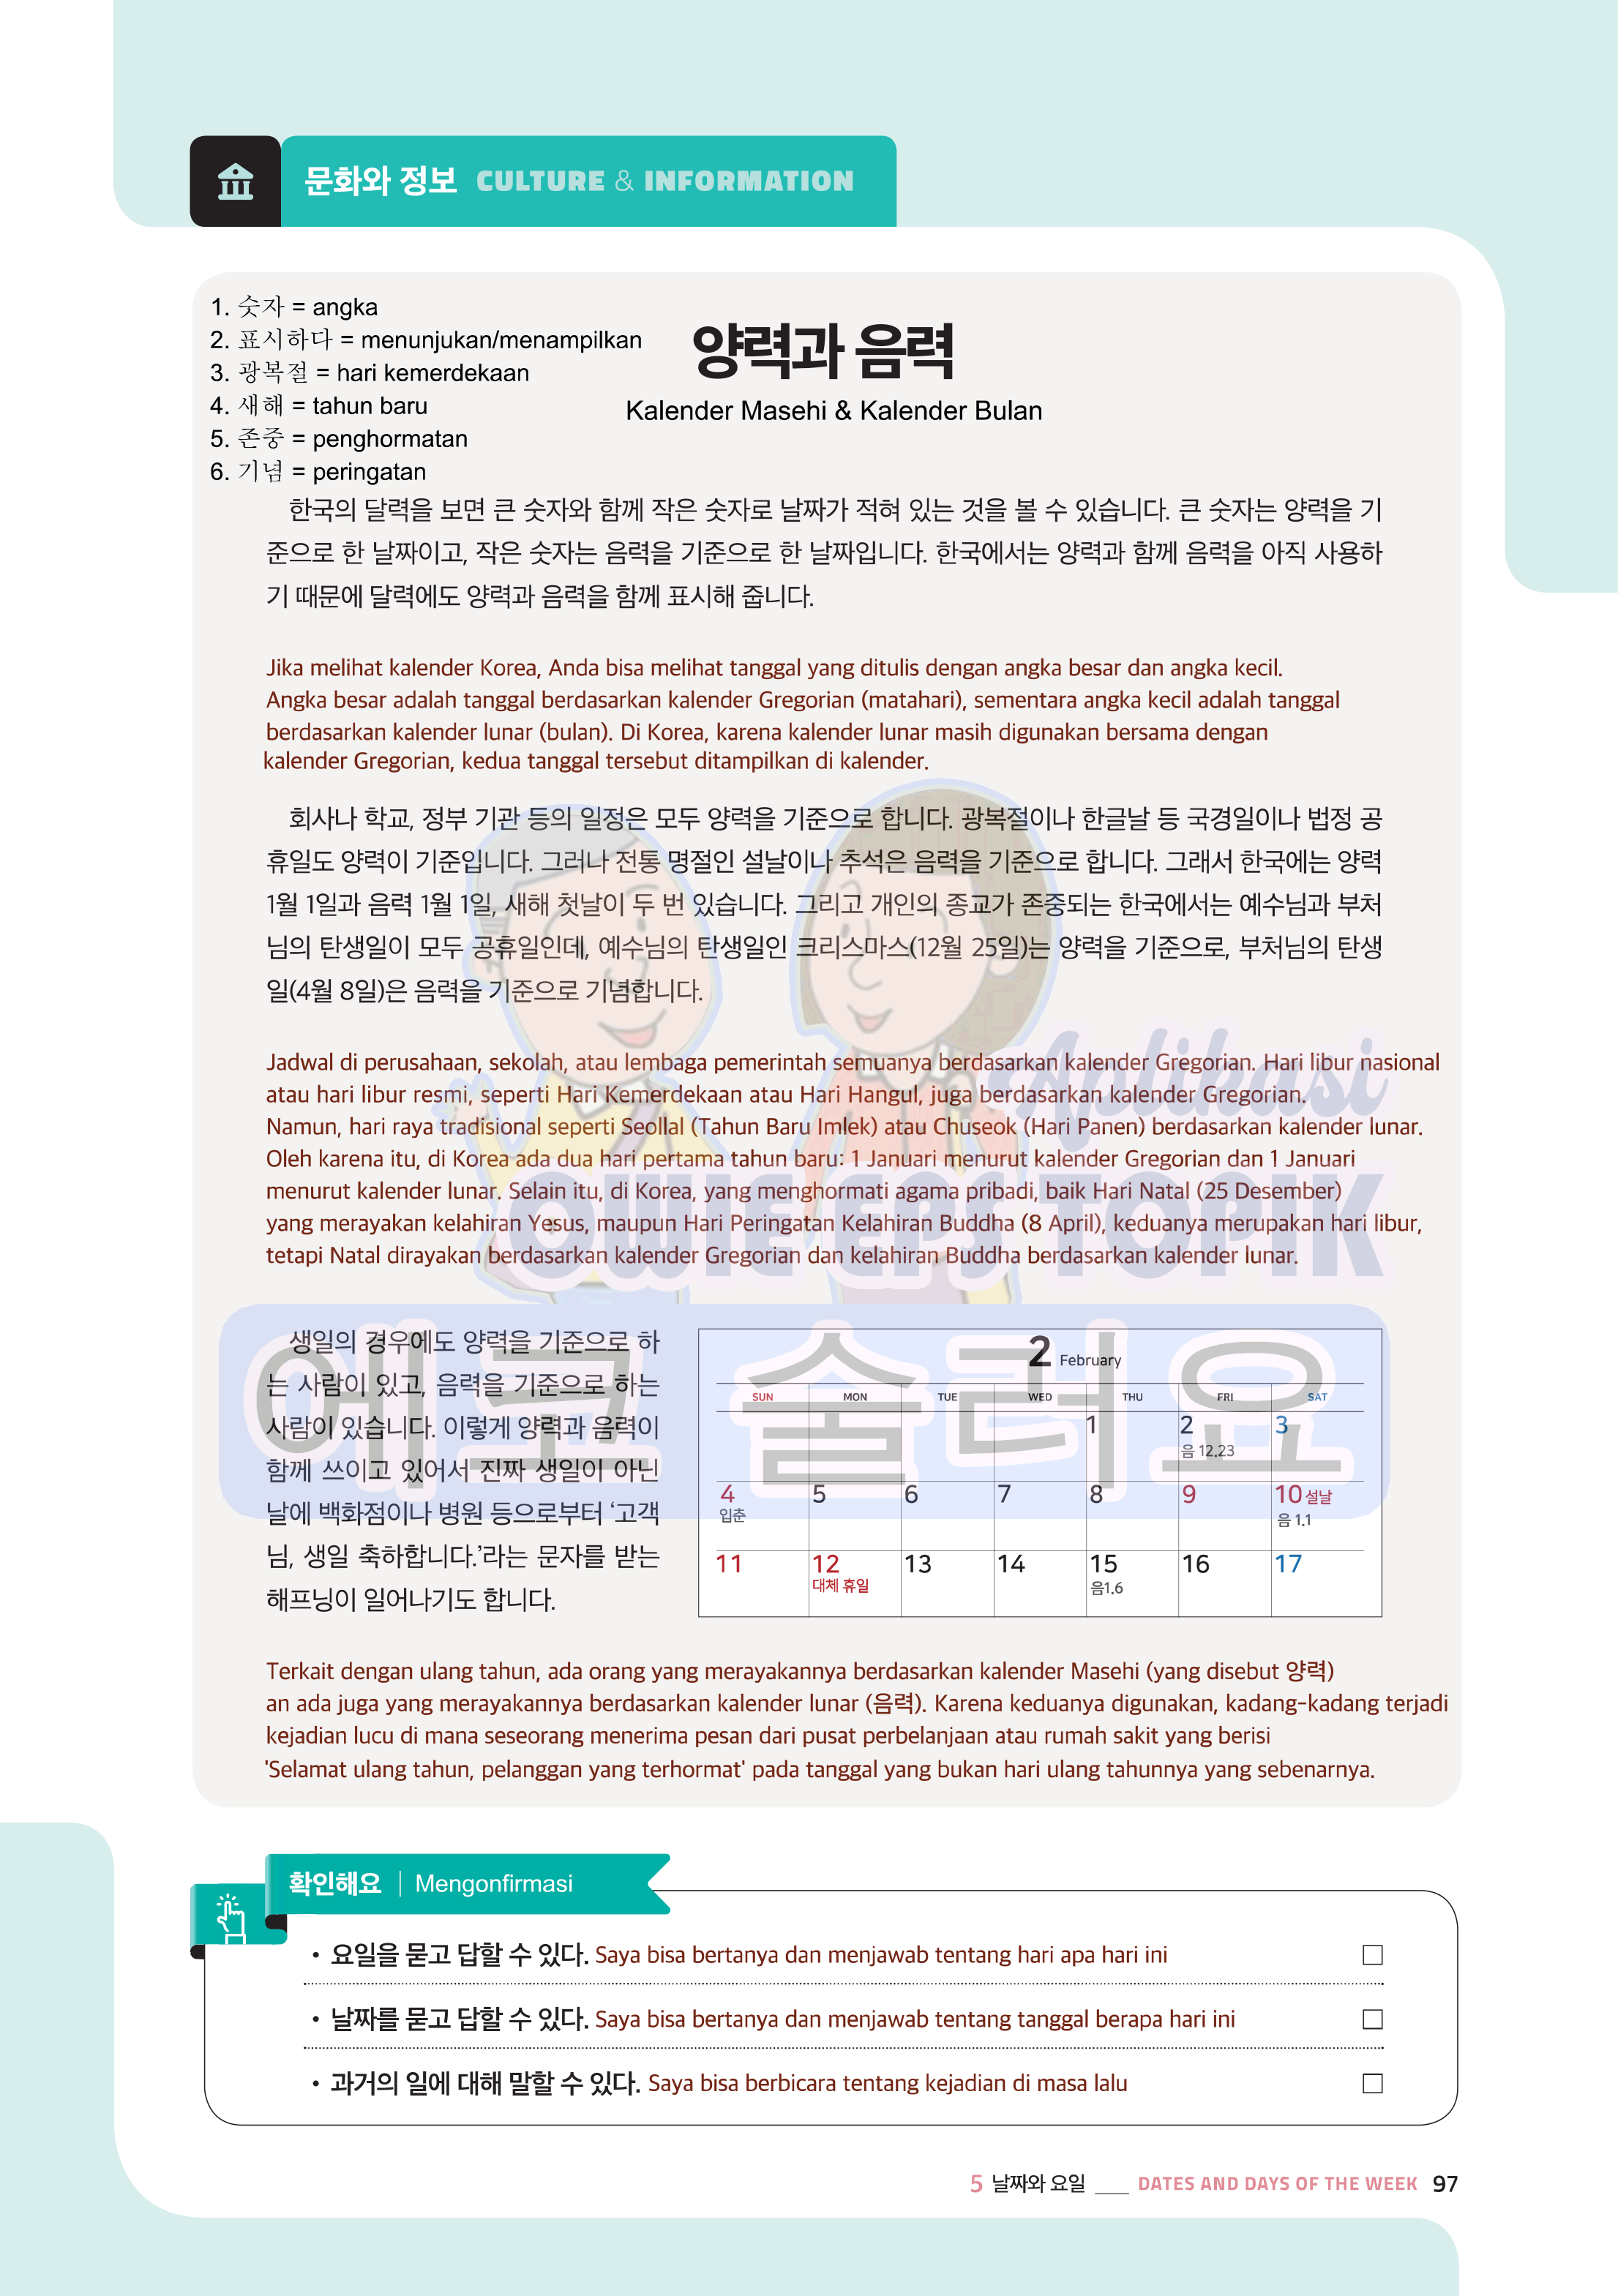 문화와 정보 CULTURE & INFORMATION
1. 숫자 = angka
2. 표시하다 = menunjukan/menampilkan
3. 광복절 = hari kemerdekaan
4. 새해 = tahun baru
5. 존중 = penghormatan
6. 기념 = peringatan
양력과 음력
Kalender Masehi & Kalender Bulan
한국의 달력을 보면 큰 숫자와 함께 작은 숫자로 날짜가 적혀 있는 것을 볼 수 있습니다. 큰 숫자는 양력을 기
준으로 한 날짜이고, 작은 숫자는 음력을 기준으로 한 날짜입니다. 한국에서는 양력과 함께 음력을 아직 사용하
기 때문에 달력에도 양력과 음력을 함께 표시해 줍니다.
Jika melihat kalender Korea, Anda bisa melihat tanggal yang ditulis dengan angka besar dan angka kecil.
Angka besar adalah tanggal berdasarkan kalender Gregorian (matahari), sementara angka kecil adalah tanggal
berdasarkan kalender lunar (bulan). Di Korea, karena kalender lunar masih digunakan bersama dengan
kalender Gregorian, kedua tanggal tersebut ditampilkan di kalender.
회사나 학교, 정부 기관 등의 일정은 모두 양력을 기준으로 합니다. 광복절이나 한글날 등 국경일이나 법정 공
휴일도 양력이 기준입니다. 그러나 전통 명절인 설날이나 추석은 음력을 기준으로 합니다. 그래서 한국에는 양력
1월 1일과 음력 1월 1일, 새해 첫날이 두 번 있습니다. 그리고 개인의 종교가 존중되는 한국에서는 예수님과 부처
님의 탄생일이 모두 공휴일인데, 예수님의 탄생일인 크리스마스(12월 25일)는 양력을 기준으로, 부처님의 탄생
일(4월 8일)은 음력을 기준으로 기념합니다.
Jadwal di perusahaan, sekolah, atau lembaga pemerintah semuanya berdasarkan kalender Gregorian. Hari libur nasional
atau hari libur resmi, seperti Hari Kemerdekaan atau Hari Hangul, juga berdasarkan kalender Gregorian.
Namun, hari raya tradisional seperti Seollal (Tahun Baru Imlek) atau Chuseok (Hari Panen) berdasarkan kalender lunar.
Oleh karena itu, di Korea ada dua hari pertama tahun baru: 1 Januari menurut kalender Gregorian dan 1 Januari
menurut kalender lunar. Selain itu, di Korea, yang menghormati agama pribadi, baik Hari Natal (25 Desember)
yang merayakan kelahiran Yesus, maupun Hari Peringatan Kelahiran Buddha (8 April), keduanya merupakan hari libur,
tetapi Natal dirayakan berdasarkan kalender Gregorian dan kelahiran Buddha berdasarkan kalender lunar.
Aplikasi
OWIE EPS TOPIK
에코 술러요
생일의 경우에도 양력을 기준으로 하
는 사람이 있고, 음력을 기준으로 하는
사람이 있습니다. 이렇게 양력과 음력이
함께 쓰이고 있어서 진짜 생일이 아닌
날에 백화점이나 병원 등으로부터 ‘고객
님, 생일 축하합니다.’라는 문자를 받는
해프닝이 일어나기도 합니다.
2 February
SUN MON TUE WED THU FRI SAT
1 2 3
음 12.23
4 5 6 7 8 9 10 설날
입춘 음 1.1
11 12 13 14 15 16 17
대체 휴일 음1.6
Terkait dengan ulang tahun, ada orang yang merayakannya berdasarkan kalender Masehi (yang disebut 양력)
an ada juga yang merayakannya berdasarkan kalender lunar (음력). Karena keduanya digunakan, kadang-kadang terjadi
kejadian lucu di mana seseorang menerima pesan dari pusat perbelanjaan atau rumah sakit yang berisi
'Selamat ulang tahun, pelanggan yang terhormat' pada tanggal yang bukan hari ulang tahunnya yang sebenarnya.
확인해요 | Mengonfirmasi
• 요일을 묻고 답할 수 있다. Saya bisa bertanya dan menjawab tentang hari apa hari ini □
• 날짜를 묻고 답할 수 있다. Saya bisa bertanya dan menjawab tentang tanggal berapa hari ini □
• 과거의 일에 대해 말할 수 있다. Saya bisa berbicara tentang kejadian di masa lalu □
5 날짜와 요일 ___ DATES AND DAYS OF THE WEEK 97